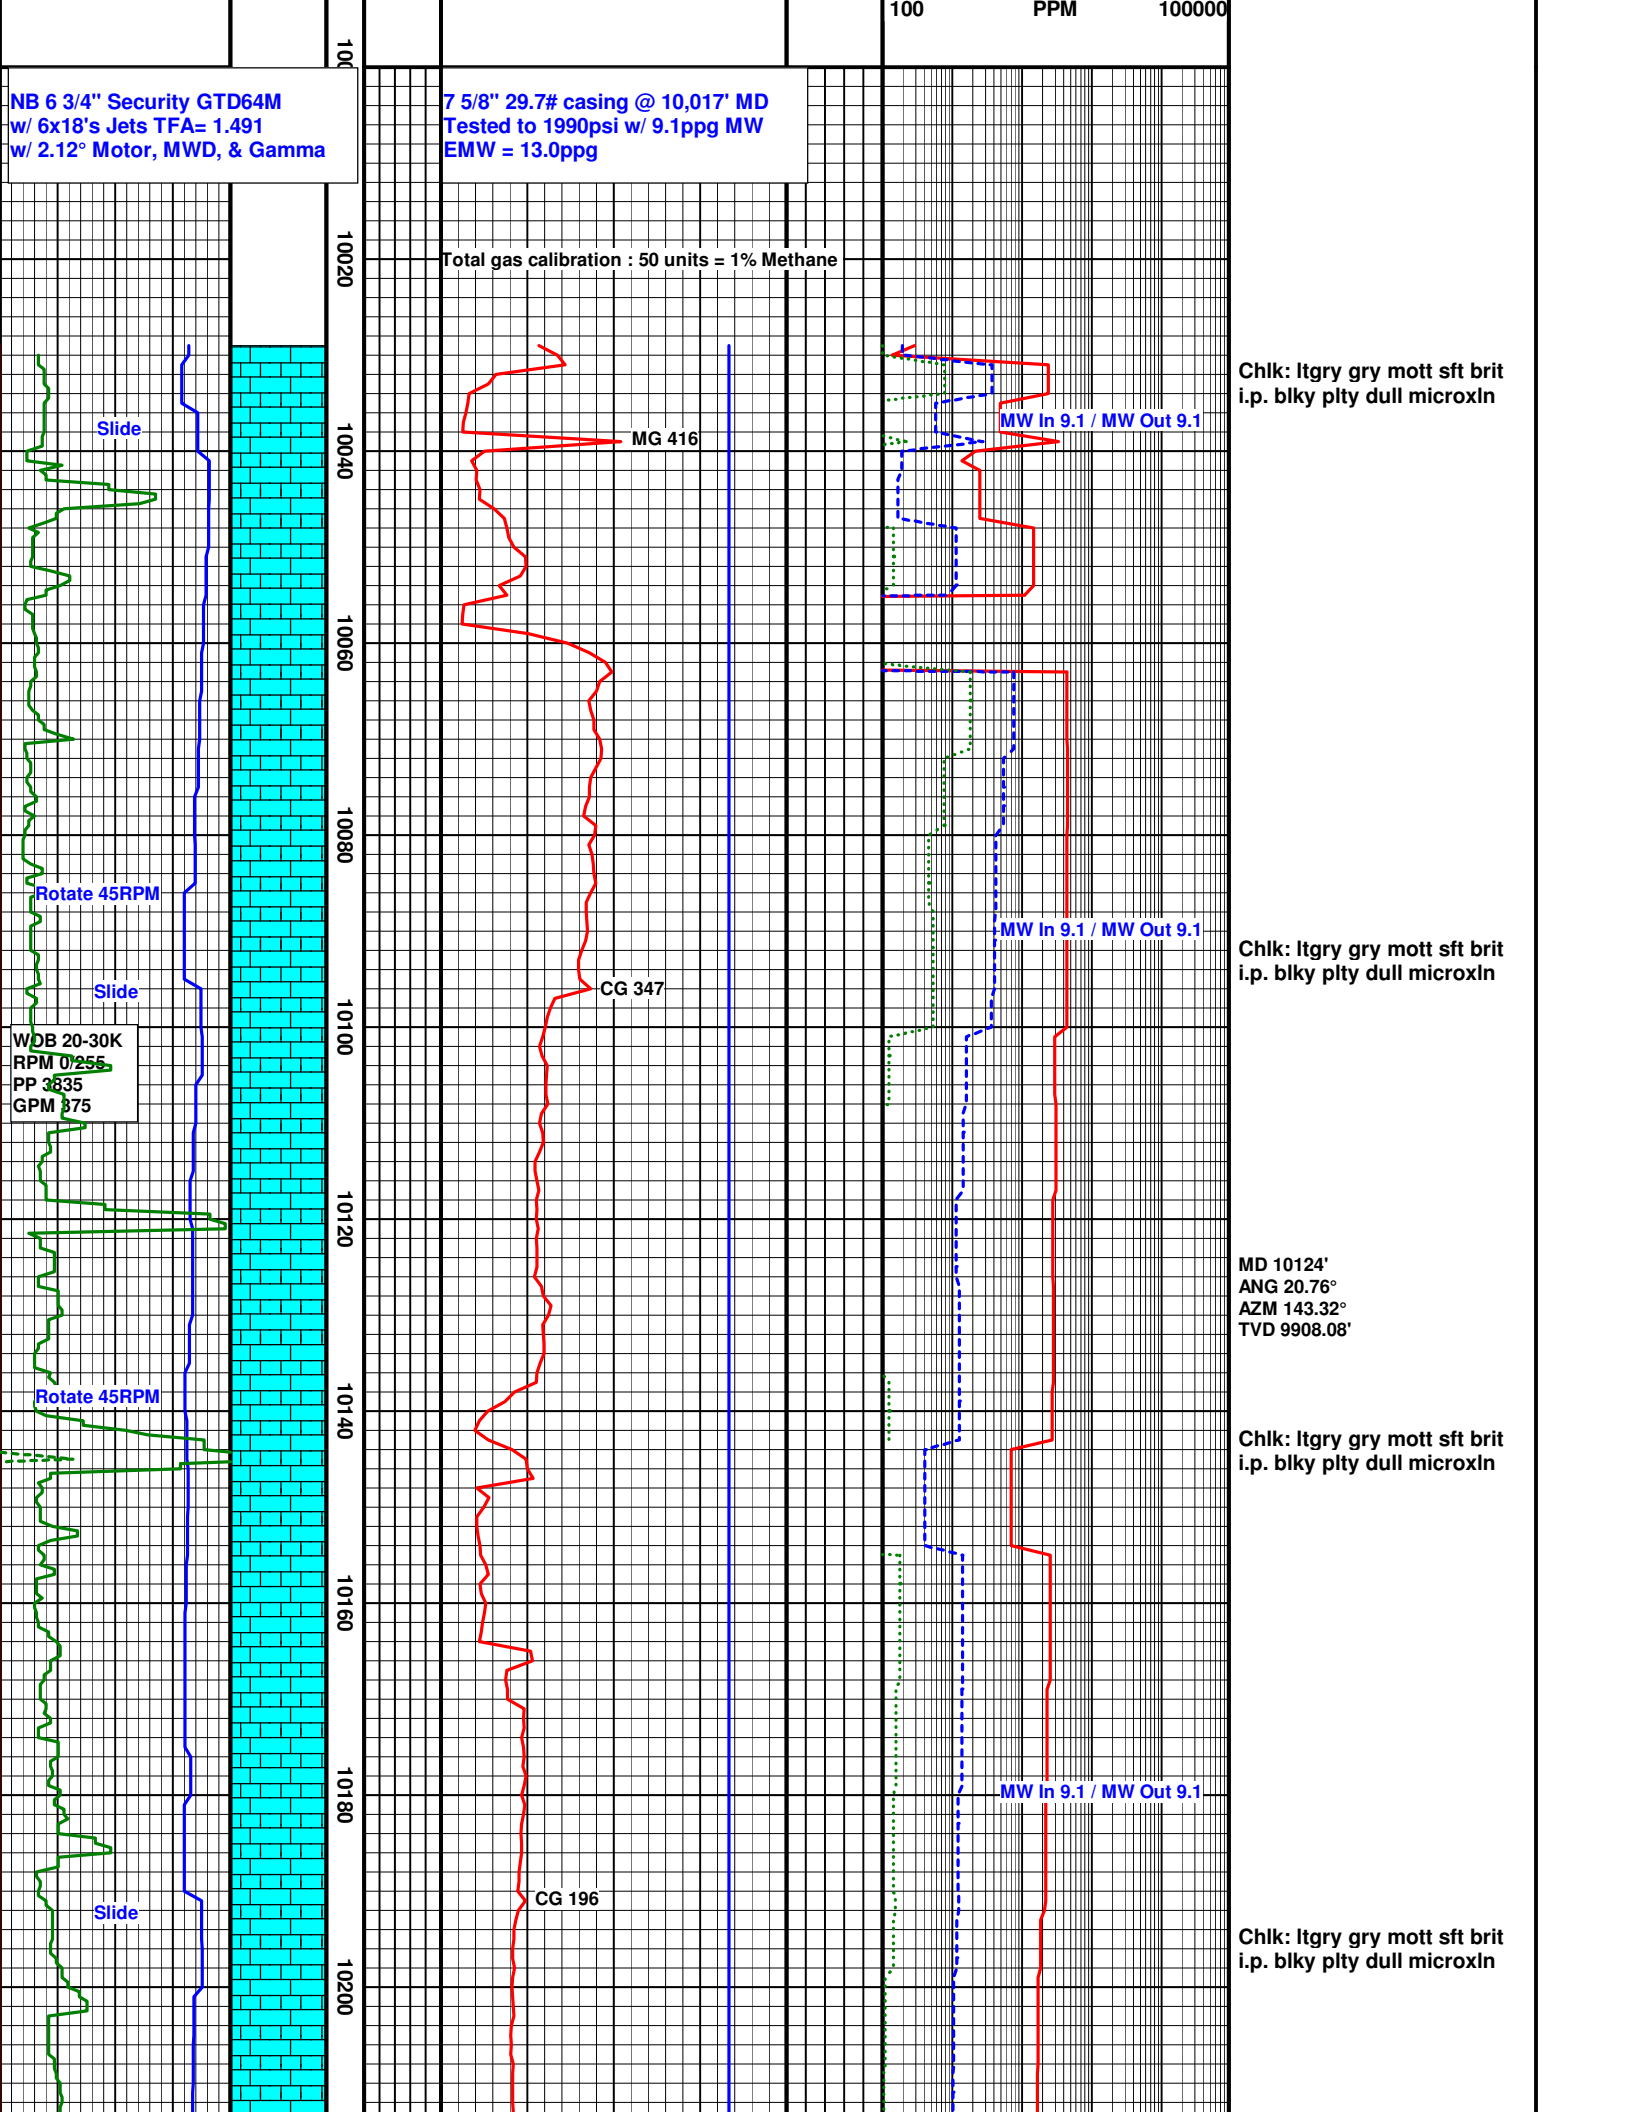 100 PPM 100000
100
NB 6 3/4" Security GTD64M
w/ 6x18's Jets TFA= 1.491
w/ 2.12° Motor, MWD, & Gamma
7 5/8" 29.7# casing @ 10,017' MD
Tested to 1990psi w/ 9.1ppg MW
EMW = 13.0ppg
10020
Total gas calibration : 50 units = 1% Methane
Chlk: ltgry gry mott sft brit
i.p. blky plty dull microxln
Slide
MW In 9.1 / MW Out 9.1
MG 416
10040
10060
10080
Rotate 45RPM
MW In 9.1 / MW Out 9.1
Chlk: ltgry gry mott sft brit
i.p. blky plty dull microxln
Slide
CG 347
10100
WOB 20-30K
RPM 0/255
PP 3835
GPM 375
10120
MD 10124'
ANG 20.76°
AZM 143.32°
TVD 9908.08'
Rotate 45RPM
10140
Chlk: ltgry gry mott sft brit
i.p. blky plty dull microxln
10160
10180
MW In 9.1 / MW Out 9.1
CG 196
Slide
Chlk: ltgry gry mott sft brit
i.p. blky plty dull microxln
10200